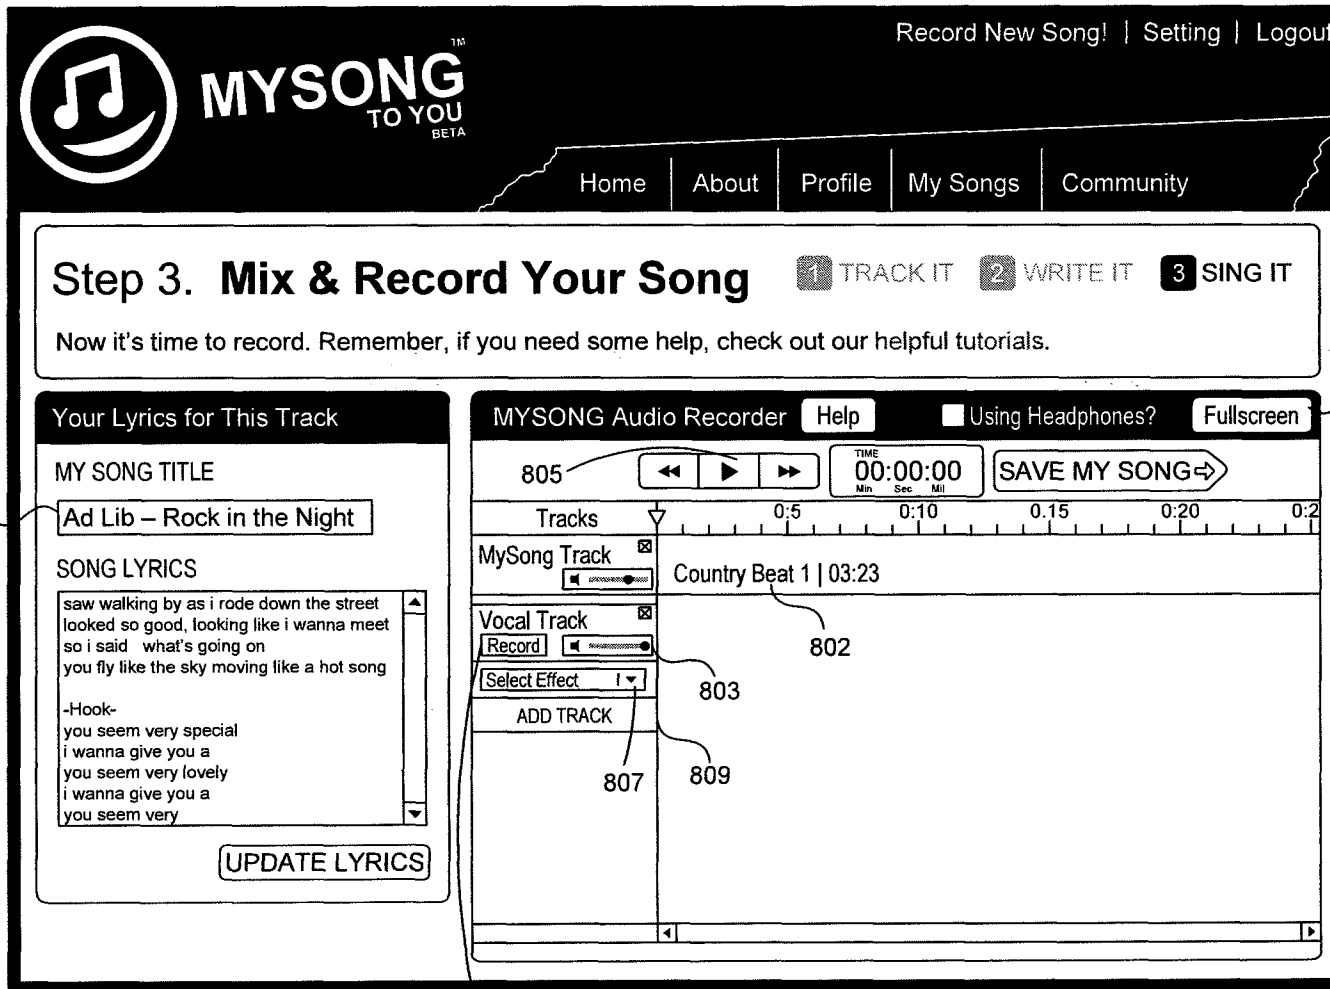 Record New Song! | Setting | Logout
MYSONG™
TO YOU
BETA
Home | About | Profile | My Songs | Community
Step 3. Mix & Record Your Song
1 TRACK IT 2 WRITE IT 3 SING IT
Now it's time to record. Remember, if you need some help, check out our helpful tutorials.
Your Lyrics for This Track
MY SONG TITLE
Ad Lib – Rock in the Night
SONG LYRICS
saw walking by as i rode down the street
looked so good, looking like i wanna meet
so i said what's going on
you fly like the sky moving like a hot song
-Hook-
you seem very special
i wanna give you a
you seem very lovely
i wanna give you a
you seem very
UPDATE LYRICS
MYSONG Audio Recorder Help Using Headphones? Fullscreen
805
TIME
00:00:00
Min Sec Mil
SAVE MY SONG
Tracks 0:5 0:10 0.15 0:20 0:2
MySong Track
Country Beat 1 | 03:23
802
Vocal Track
Record
803
Select Effect
ADD TRACK
807
809